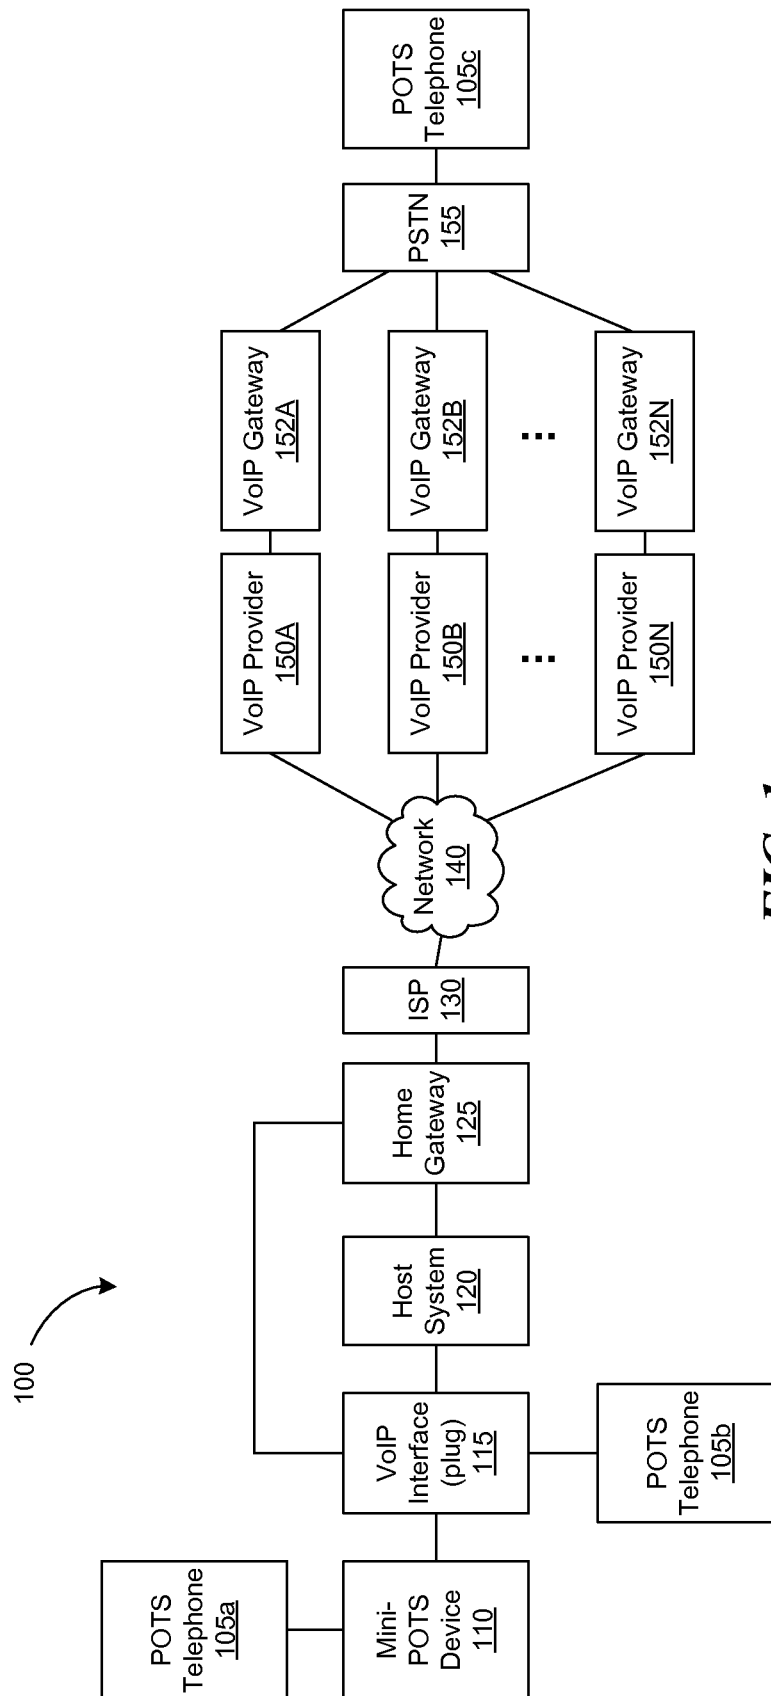 100
POTS
Telephone
105a
Mini-
POTS
Device
110
VoIP
Interface
(plug)
115
POTS
Telephone
105b
Host
System
120
Home
Gateway
125
ISP
130
Network
140
VoIP Provider
150A
VoIP Provider
150B
...
VoIP Provider
150N
VoIP Gateway
152A
VoIP Gateway
152B
...
VoIP Gateway
152N
PSTN
155
POTS
Telephone
105c
FIG. 1